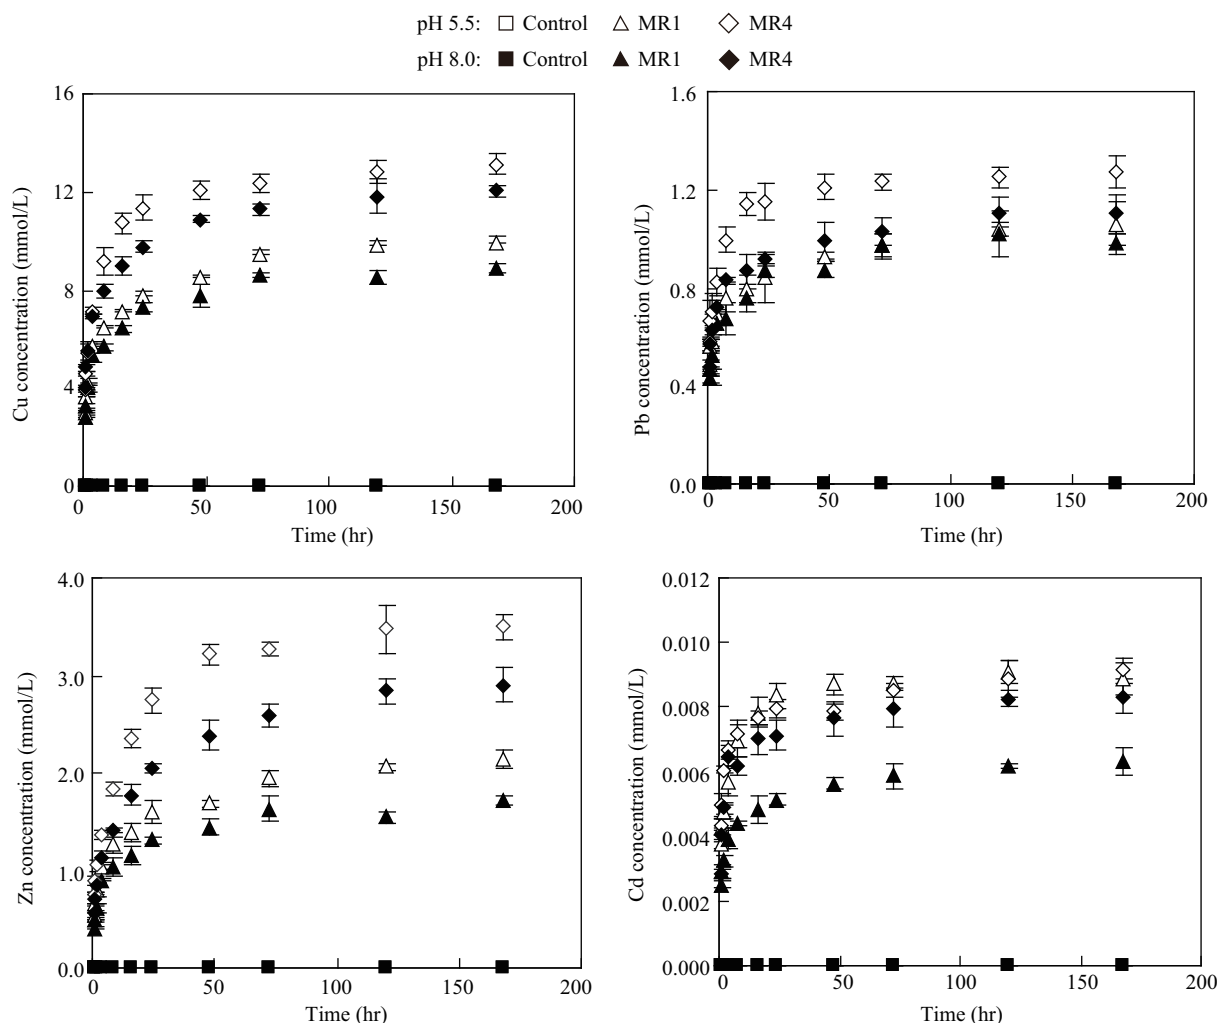 pH 5.5: Control MR1 MR4
pH 8.0: Control MR1 MR4
Cu concentration (mmol/L)
16
12
8
4
0
0 50 100 150 200
Time (hr)
Pb concentration (mmol/L)
1.6
1.2
0.8
0.4
0.0
0 50 100 150 200
Time (hr)
Zn concentration (mmol/L)
4.0
3.0
2.0
1.0
0.0
0 50 100 150 200
Time (hr)
Cd concentration (mmol/L)
0.012
0.010
0.008
0.006
0.004
0.002
0.000
0 50 100 150 200
Time (hr)